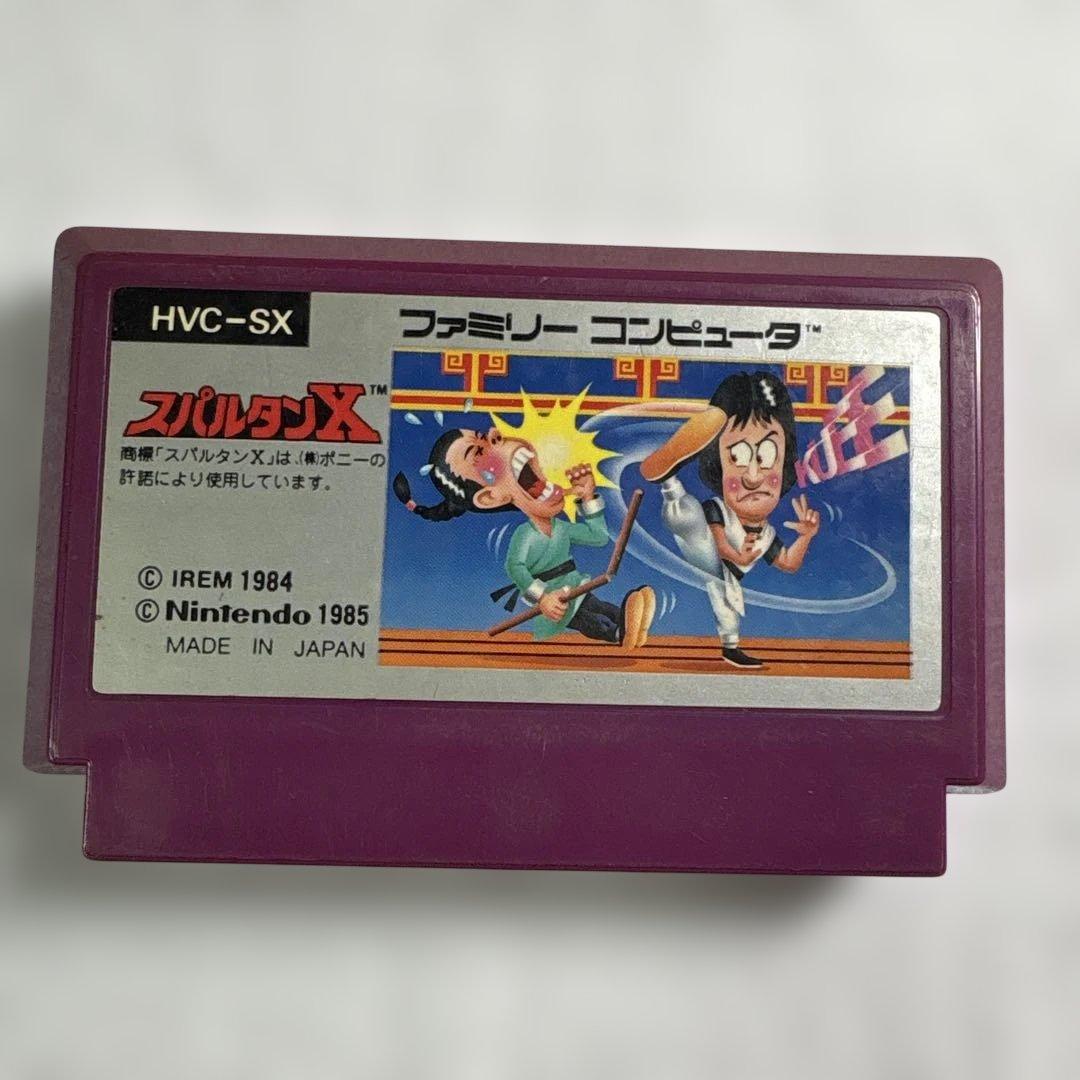 HVC-SX
ファミリー コンピュータ™
スパルタンX™
商標「スパルタンX」は、(株)ポニーの
許諾により使用しています。
© IREM 1984
© Nintendo 1985
MADE IN JAPAN